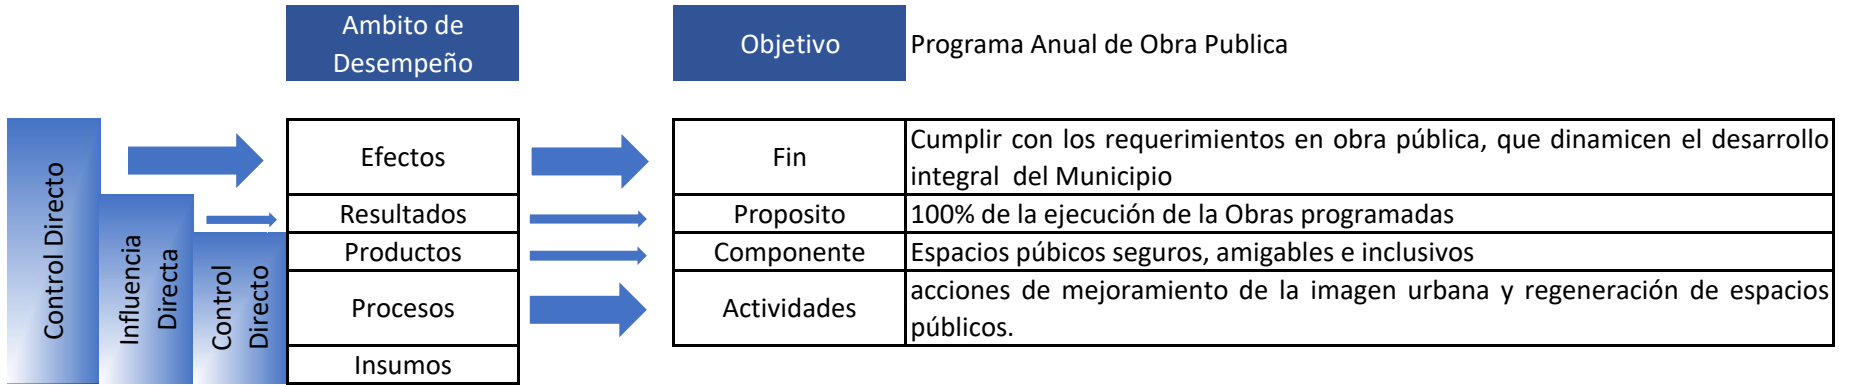 Ambito de
Desempeño
Objetivo
Programa Anual de Obra Publica
Control Directo
Influencia
Directa
Control
Directo
Efectos
Fin
Cumplir con los requerimientos en obra pública, que dinamicen el desarrollo
integral del Municipio
Resultados
Proposito
100% de la ejecución de la Obras programadas
Productos
Componente
Espacios púbicos seguros, amigables e inclusivos
Procesos
Actividades
acciones de mejoramiento de la imagen urbana y regeneración de espacios
públicos.
Insumos